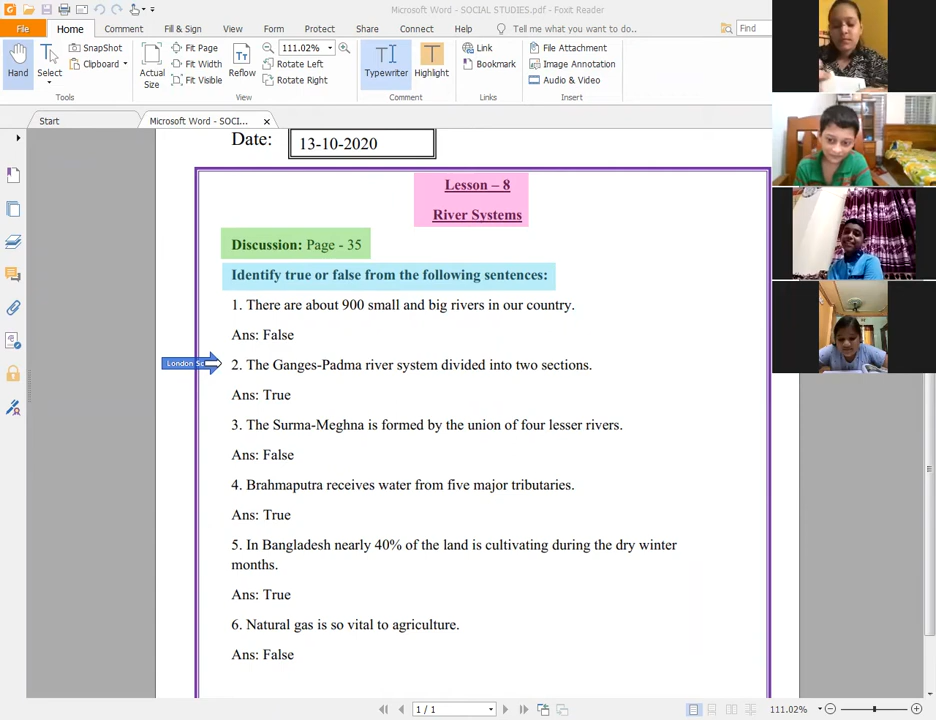 Microsoft Word - SOCIAL STUDIES.pdf - Foxit Reader
File Home Comment Fill & Sign View Form Protect Share Connect Help Tell me what you want to do.. Find
Hand
Select
SnapShot
Clipboard
Tools
Actual Size
Fit Page
Fit Width
Fit Visible
Reflow
111.02%
Rotate Left
Rotate Right
View
Typewriter
Highlight
Comment
Link
Bookmark
Links
File Attachment
Image Annotation
Audio & Video
Insert
Start Microsoft Word - SOCI...
Date: 13-10-2020
Lesson – 8
River Systems
Discussion: Page - 35
Identify true or false from the following sentences:
1. There are about 900 small and big rivers in our country.
Ans: False
London Sc
2. The Ganges-Padma river system divided into two sections.
Ans: True
3. The Surma-Meghna is formed by the union of four lesser rivers.
Ans: False
4. Brahmaputra receives water from five major tributaries.
Ans: True
5. In Bangladesh nearly 40% of the land is cultivating during the dry winter
months.
Ans: True
6. Natural gas is so vital to agriculture.
Ans: False
1 / 1
111.02%